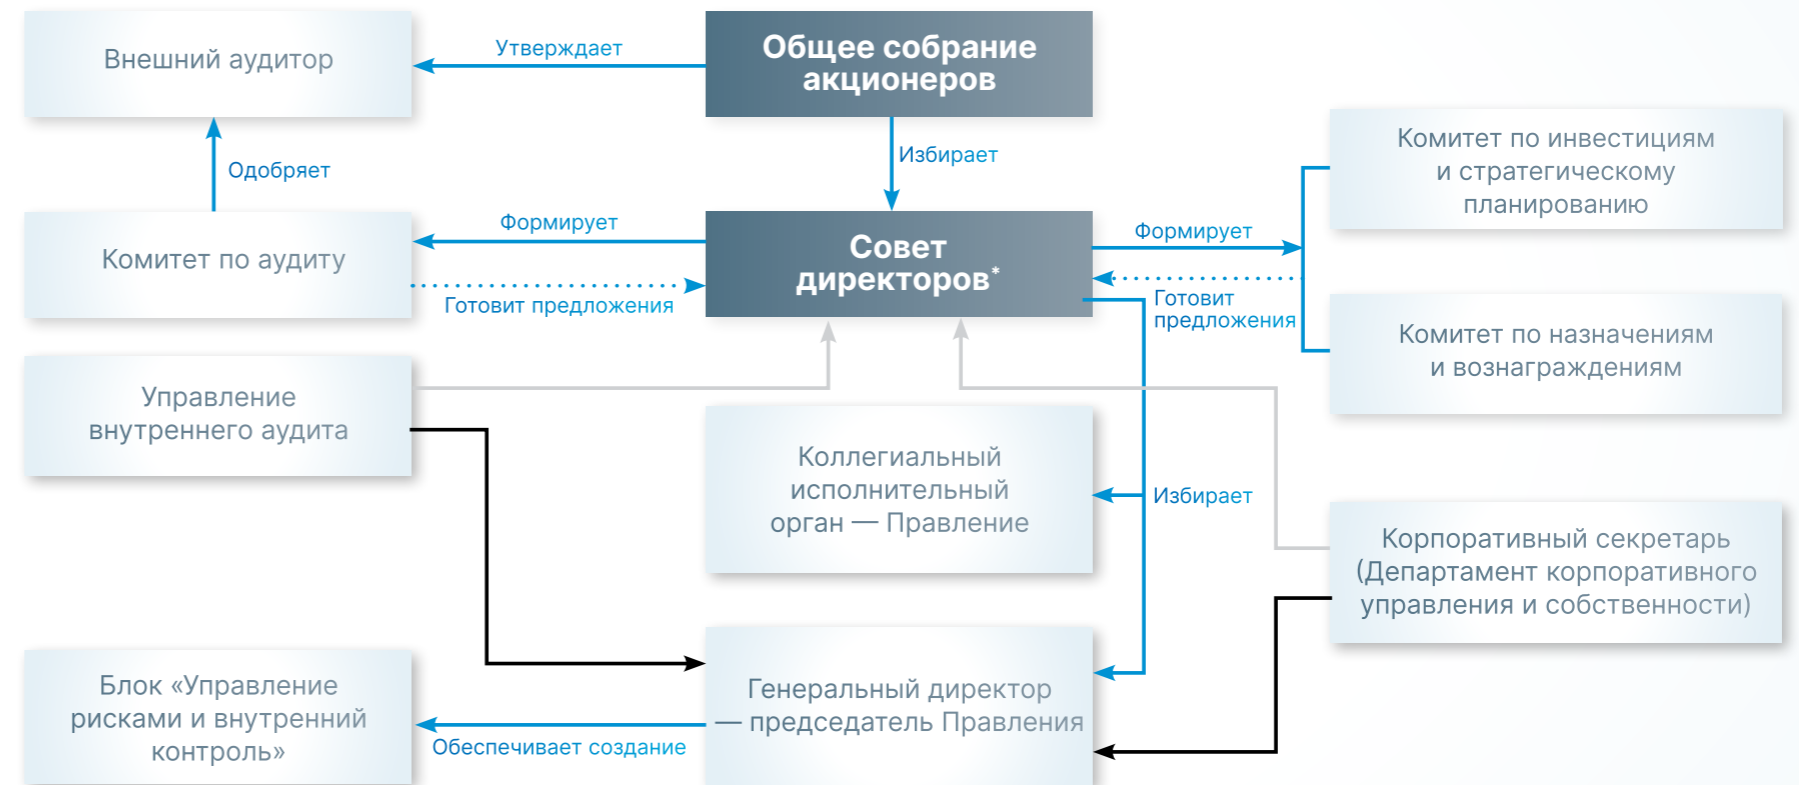 Внешний аудитор
Утверждает
Общее собрание
акционеров
Одобряет
Избирает
Комитет по инвестициям
и стратегическому
планированию
Комитет по аудиту
Формирует
Готовит предложения
Совет
директоров*
Формирует
Готовит
предложения
Комитет по назначениям
и вознаграждениям
Управление
внутреннего аудита
Коллегиальный
исполнительный
орган — Правление
Избирает
Корпоративный секретарь
(Департамент корпоративного
управления и собственности)
Блок «Управление
рисками и внутренний
контроль»
Обеспечивает создание
Генеральный директор
— председатель Правления